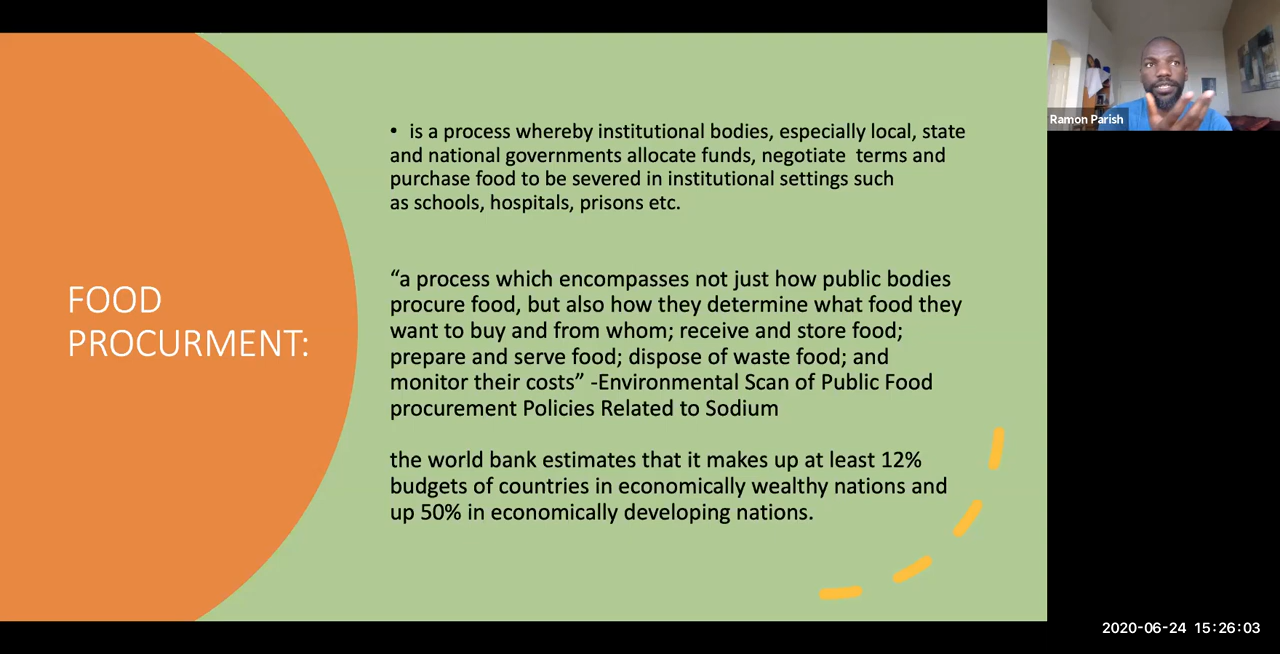 FOOD
PROCURMENT:
• is a process whereby institutional bodies, especially local, state
and national governments allocate funds, negotiate  terms and
purchase food to be severed in institutional settings such
as schools, hospitals, prisons etc.
“a process which encompasses not just how public bodies
procure food, but also how they determine what food they
want to buy and from whom; receive and store food;
prepare and serve food; dispose of waste food; and
monitor their costs” -Environmental Scan of Public Food
procurement Policies Related to Sodium
the world bank estimates that it makes up at least 12%
budgets of countries in economically wealthy nations and
up 50% in economically developing nations.
Ramon Parish
2020-06-24 15:26:03